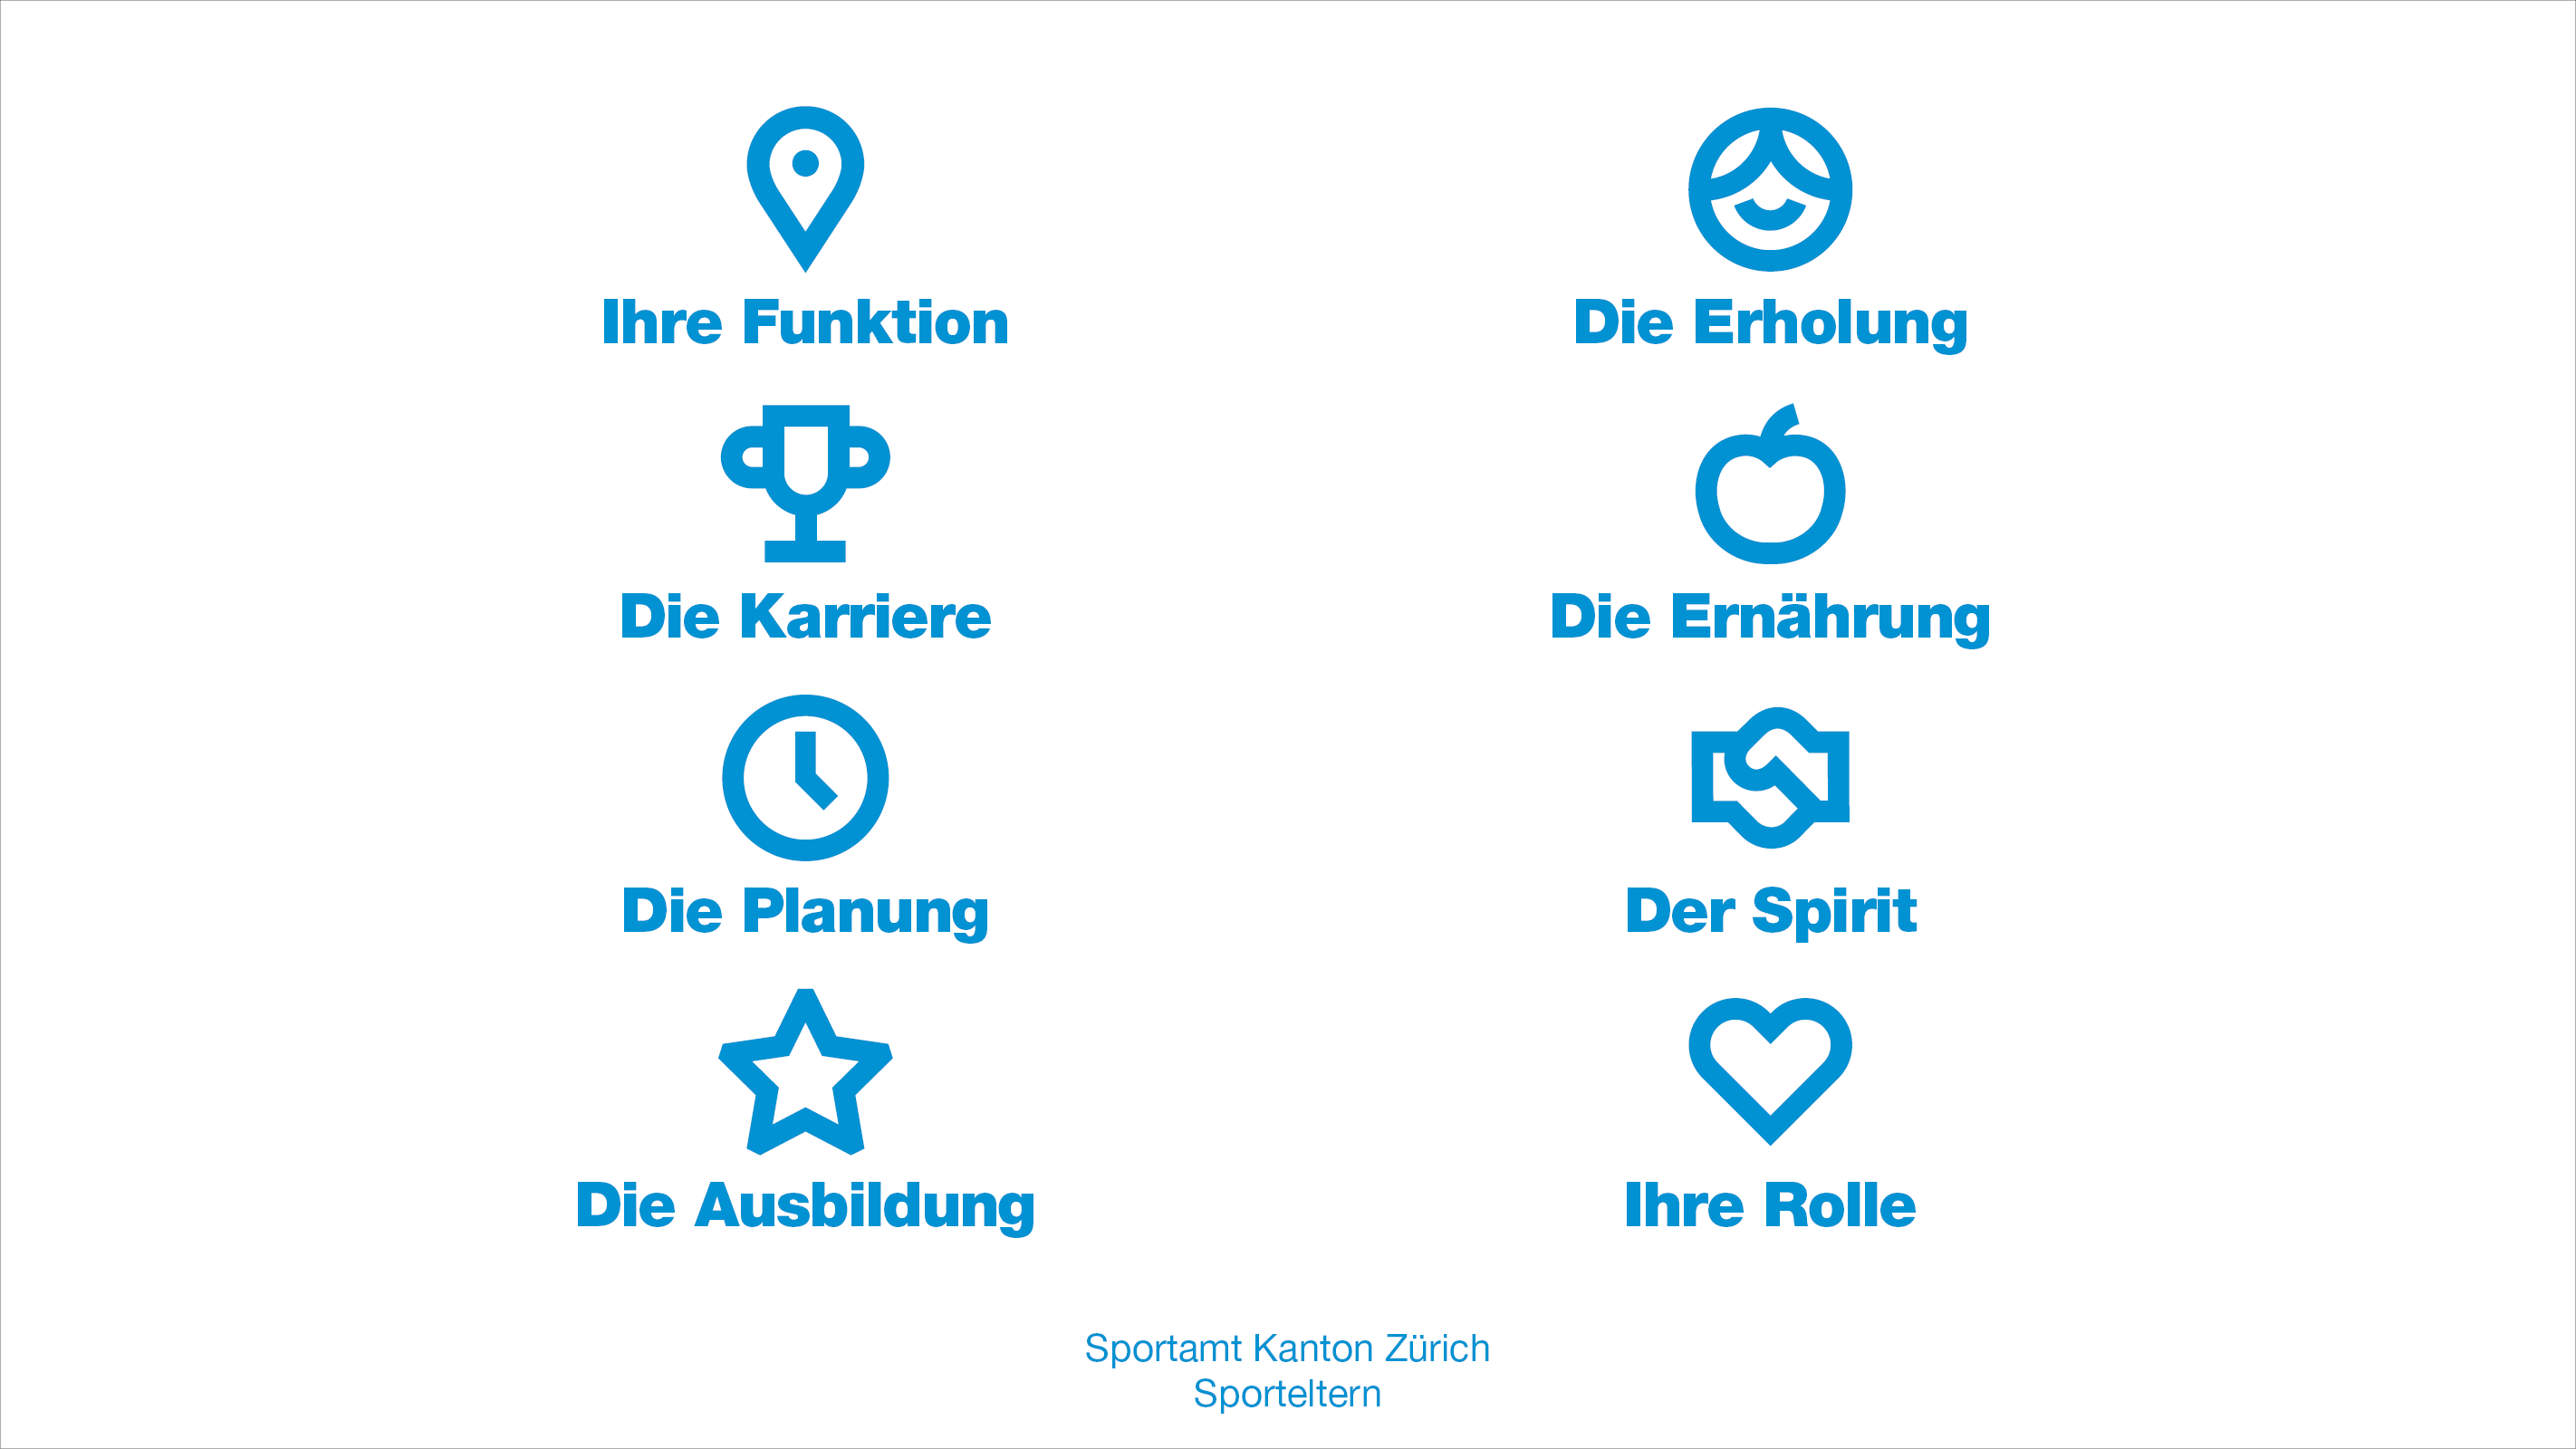 Ihre Funktion
Die Karriere
Die Planung
Die Ausbildung
Die Erholung
Die Ernährung
Der Spirit
Ihre Rolle
Sportamt Kanton Zürich
Sporteltern